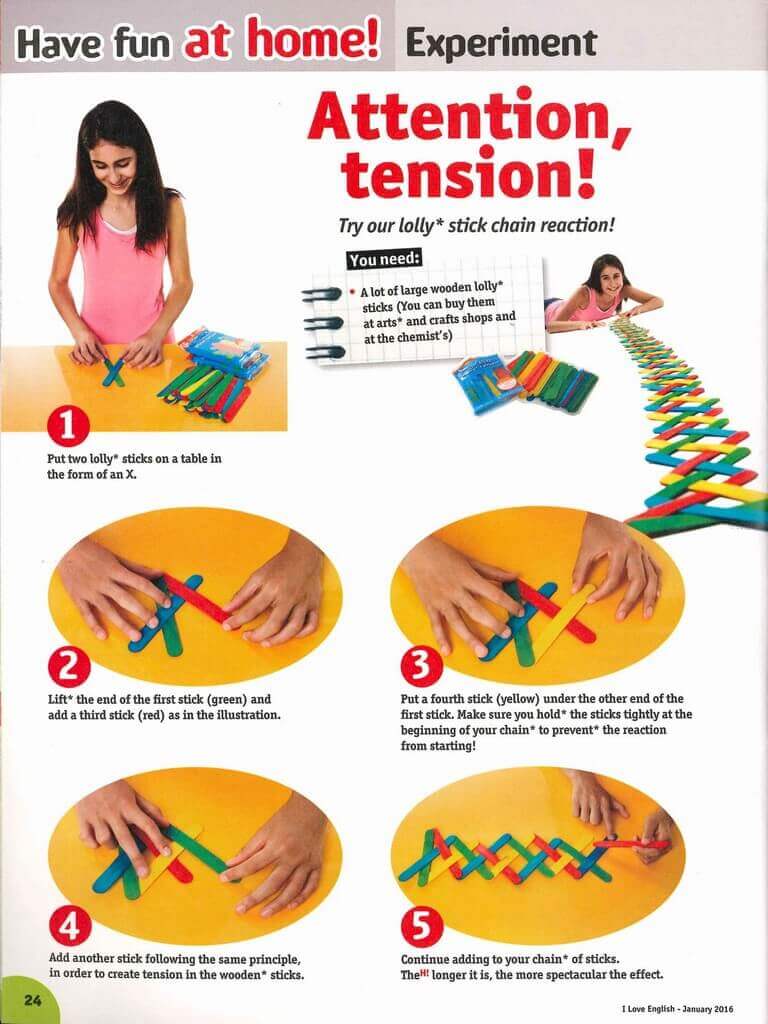 Have fun at home! Experiment
Attention,
tension!
Try our lolly* stick chain reaction!
You need:
• A lot of large wooden lolly*
sticks (You can buy them
at arts* and crafts shops and
at the chemist's)
1
Put two lolly* sticks on a table in
the form of an X.
2
Lift* the end of the first stick (green) and
add a third stick (red) as in the illustration.
3
Put a fourth stick (yellow) under the other end of the
first stick. Make sure you hold* the sticks tightly at the
beginning of your chain* to prevent* the reaction
from starting!
4
Add another stick following the same principle,
in order to create tension in the wooden* sticks.
5
Continue adding to your chain* of sticks.
The H! longer it is, the more spectacular the effect.
24
I Love English - January 2016